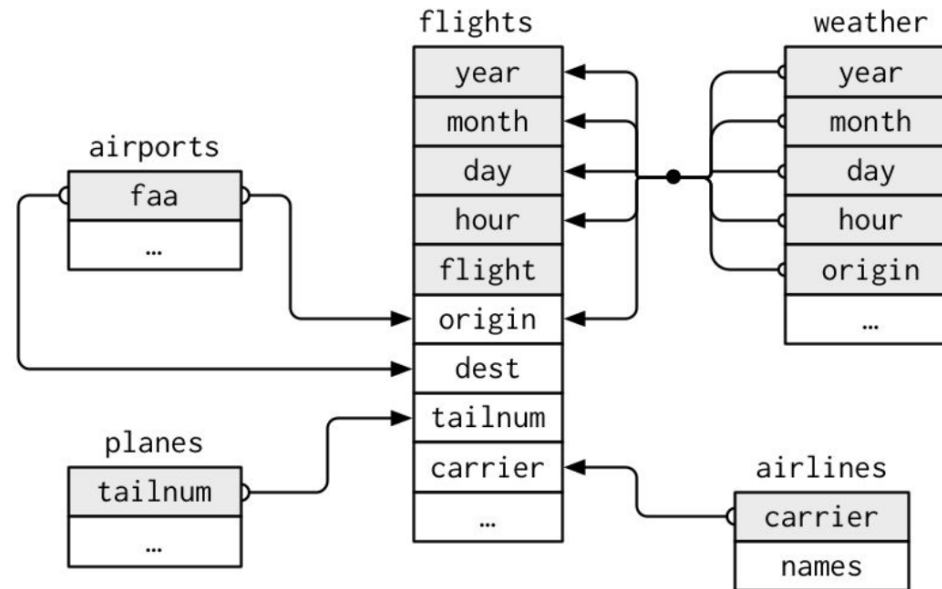 airports
faa
…
planes
tailnum
…
flights
year
month
day
hour
flight
origin
dest
tailnum
carrier
…
weather
year
month
day
hour
origin
…
airlines
carrier
names